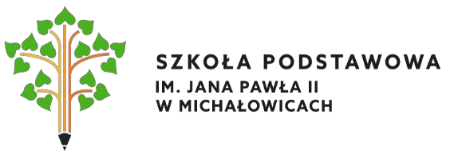 SZKOŁA PODSTAWOWA
IM. JANA PAWŁA II
W MICHAŁOWICACH